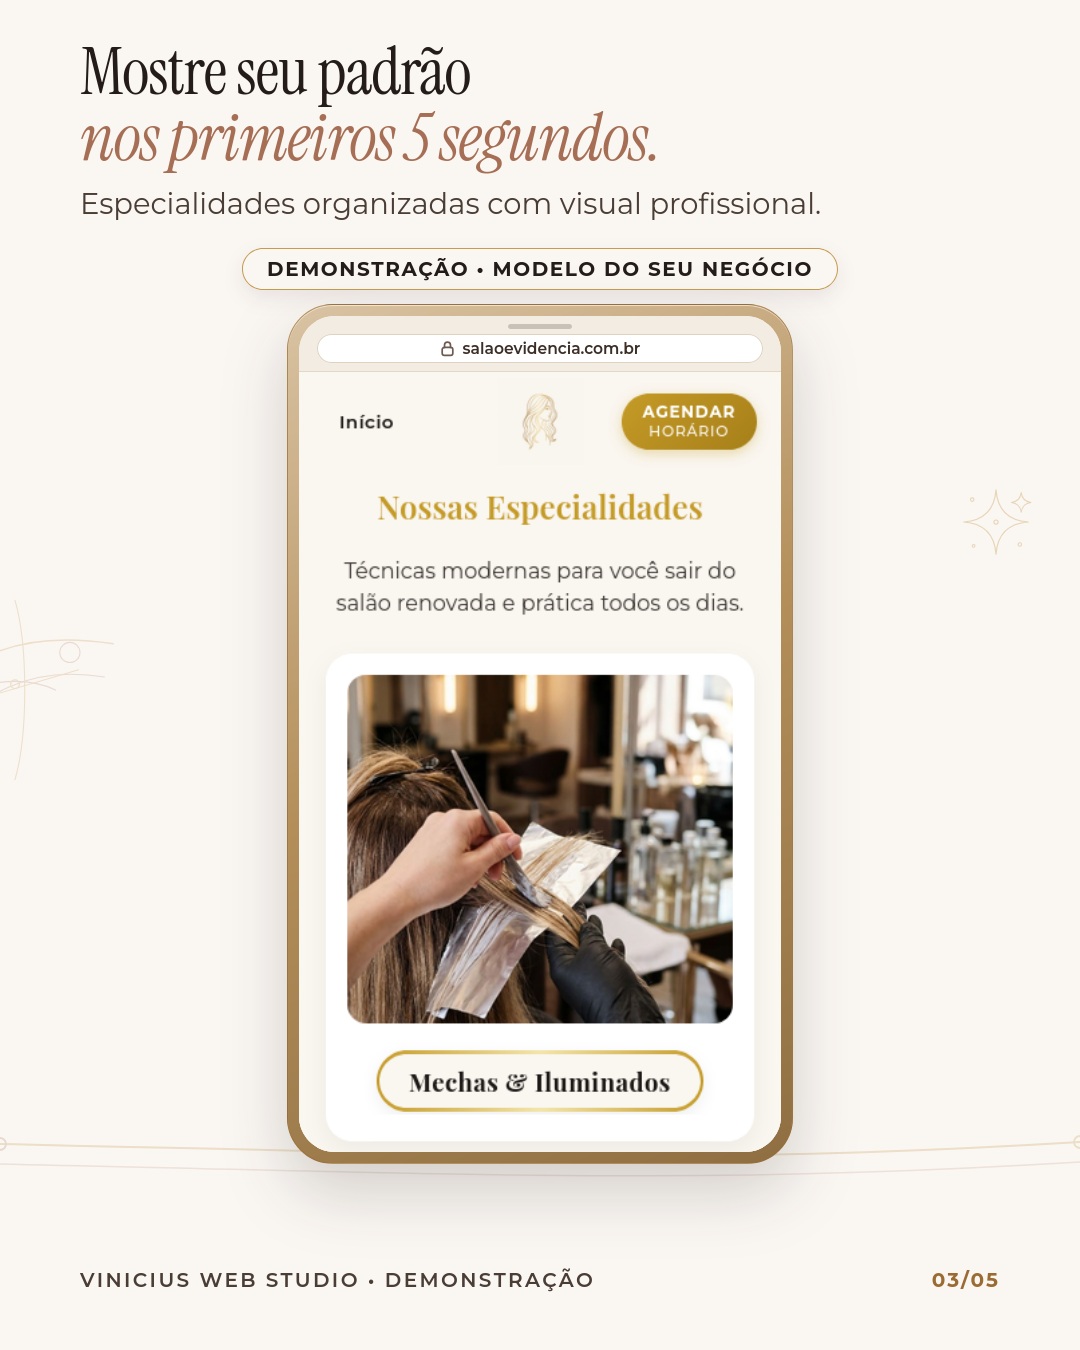 Mostre seu padrão
nos primeiros 5 segundos.
Especialidades organizadas com visual profissional.
DEMONSTRAÇÃO • MODELO DO SEU NEGÓCIO
salaoevidencia.com.br
Início
AGENDAR
HORÁRIO
Nossas Especialidades
Técnicas modernas para você sair do
salão renovada e prática todos os dias.
Mechas & Iluminados
VINICIUS WEB STUDIO • DEMONSTRAÇÃO
03/05